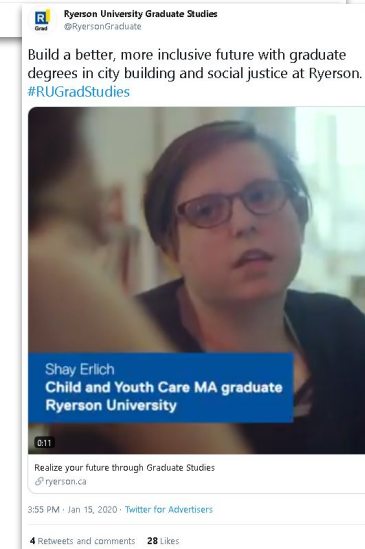 Ryerson University Graduate Studies
@RyersonGraduate
R
Grad
Build a better, more inclusive future with graduate
degrees in city building and social justice at Ryerson.
#RUGradStudies
Shay Erlich
Child and Youth Care MA graduate
Ryerson University
0:11
Realize your future through Graduate Studies
ryerson.ca
3:55 PM · Jan 15, 2020 · Twitter for Advertisers
4 Retweets and comments 28 Likes